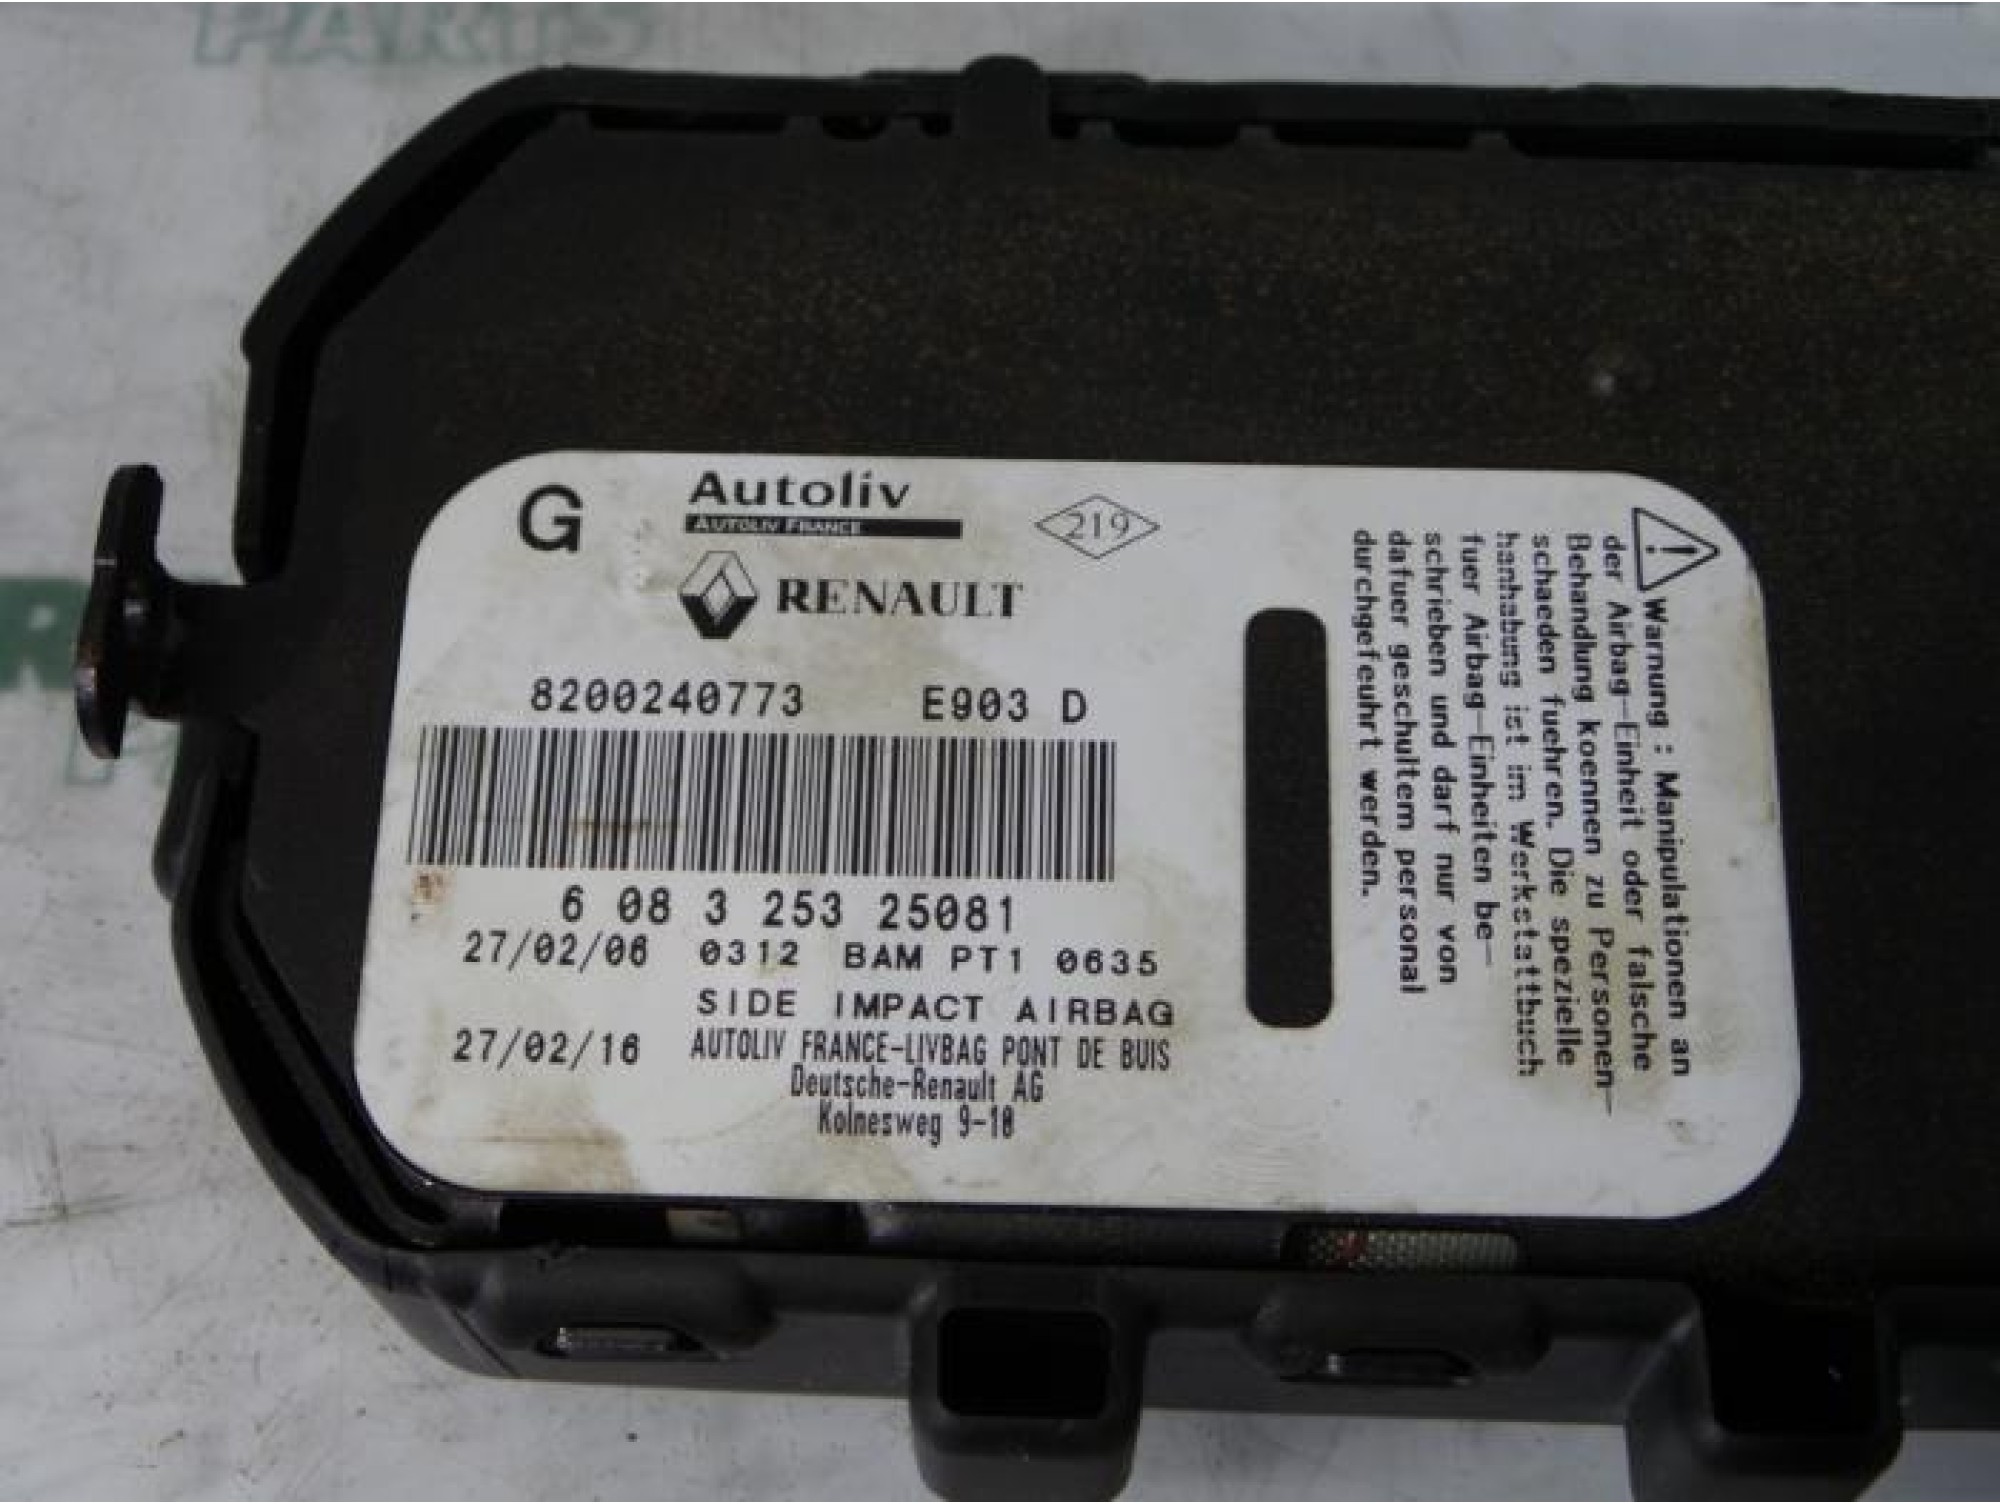 PARTS
G
Autoliv
AUTOLIV FRANCE
219
RENAULT
8200240773 E903 D
6 08 3 253 25081
27/02/06 0312 BAM PT1 0635
SIDE IMPACT AIRBAG
27/02/16 AUTOLIV FRANCE-LIVBAG PONT DE BUIS
Deutsche-Renault AG
Kolnesweg 9-10
Warnung : Manipulationen an
der Airbag-Einheit oder falsche
Behandlung koennen zu Personen-
schaeden fuehren. Die spezielle
hanhabung ist im Werkstattbuch
fuer Airbag-Einheiten be-
schrieben und darf nur von
dafuer geschultem personal
durchgefeuhrt werden.